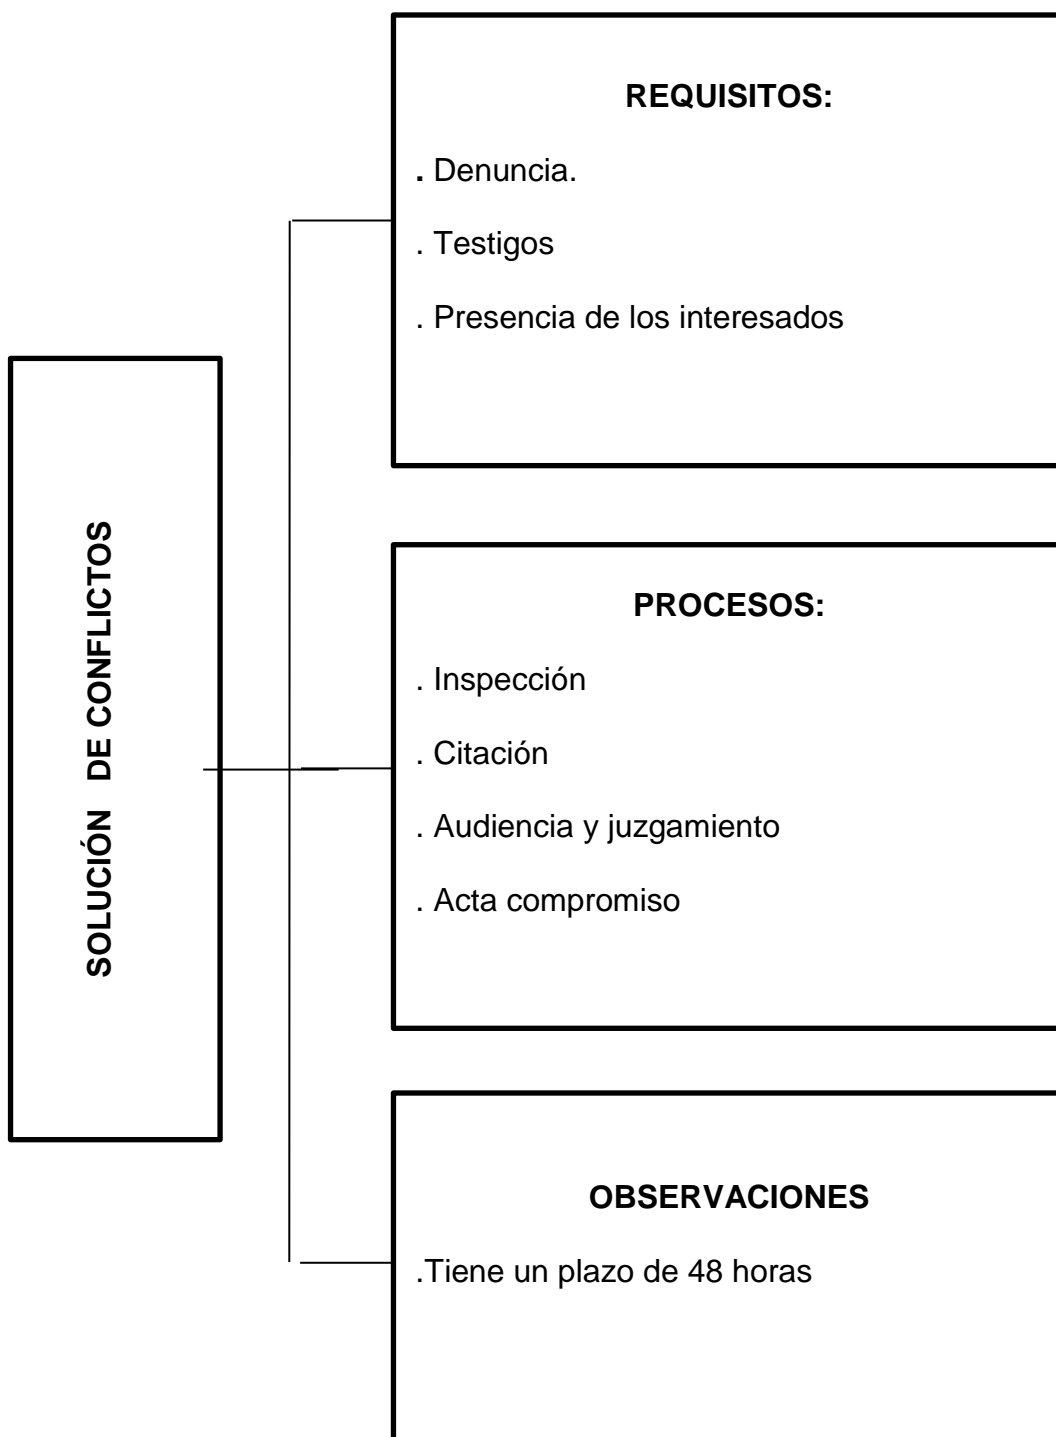 SOLUCIÓN DE CONFLICTOS
REQUISITOS:
. Denuncia.
. Testigos
. Presencia de los interesados
PROCESOS:
. Inspección
. Citación
. Audiencia y juzgamiento
. Acta compromiso
OBSERVACIONES
.Tiene un plazo de 48 horas